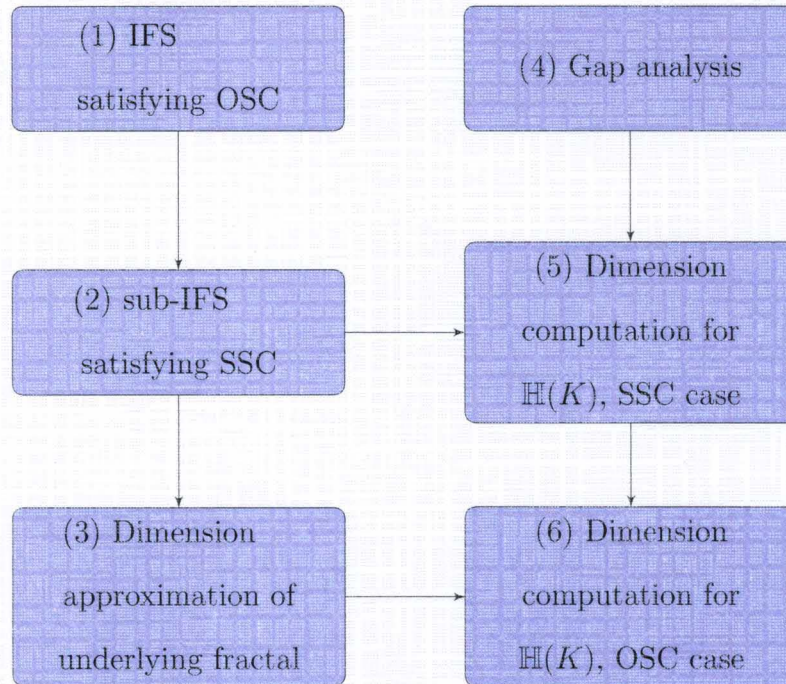 (1) IFS
satisfying OSC
(4) Gap analysis
(2) sub-IFS
satisfying SSC
(5) Dimension
computation for
ℍ(K), SSC case
(3) Dimension
approximation of
underlying fractal
(6) Dimension
computation for
ℍ(K), OSC case